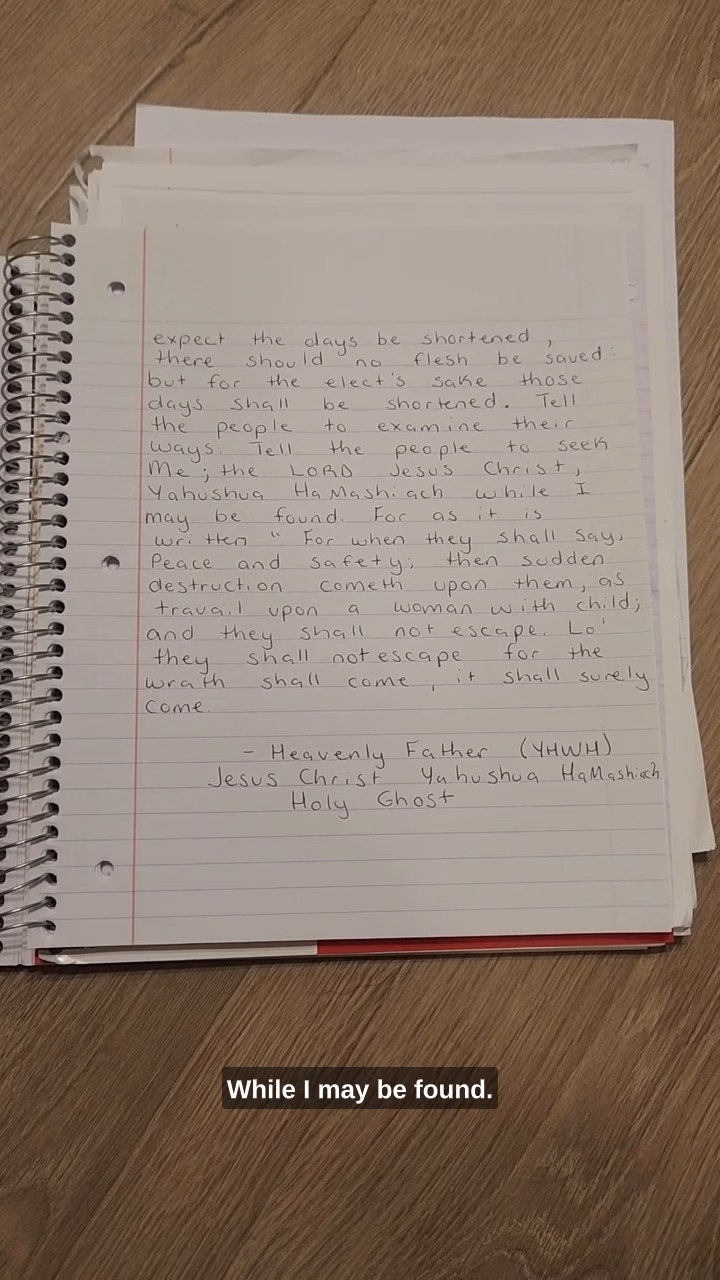 expect the days be shortened,
there should no flesh be saved:
but for the elect's sake those
days shall be shortened. Tell
the people to examine their
ways. Tell the people to seek
Me; the LORD Jesus Christ,
Yahushua HaMashiach while I
may be found. For as it is
written " For when they shall say,
Peace and safety; then sudden
destruction cometh upon them, as
travail upon a woman with child;
and they shall not escape. Lo'
they shall not escape for the
wrath shall come, it shall surely
come.
- Heavenly Father (YHWH)
Jesus Christ Yahushua HaMashiach
Holy Ghost
While I may be found.